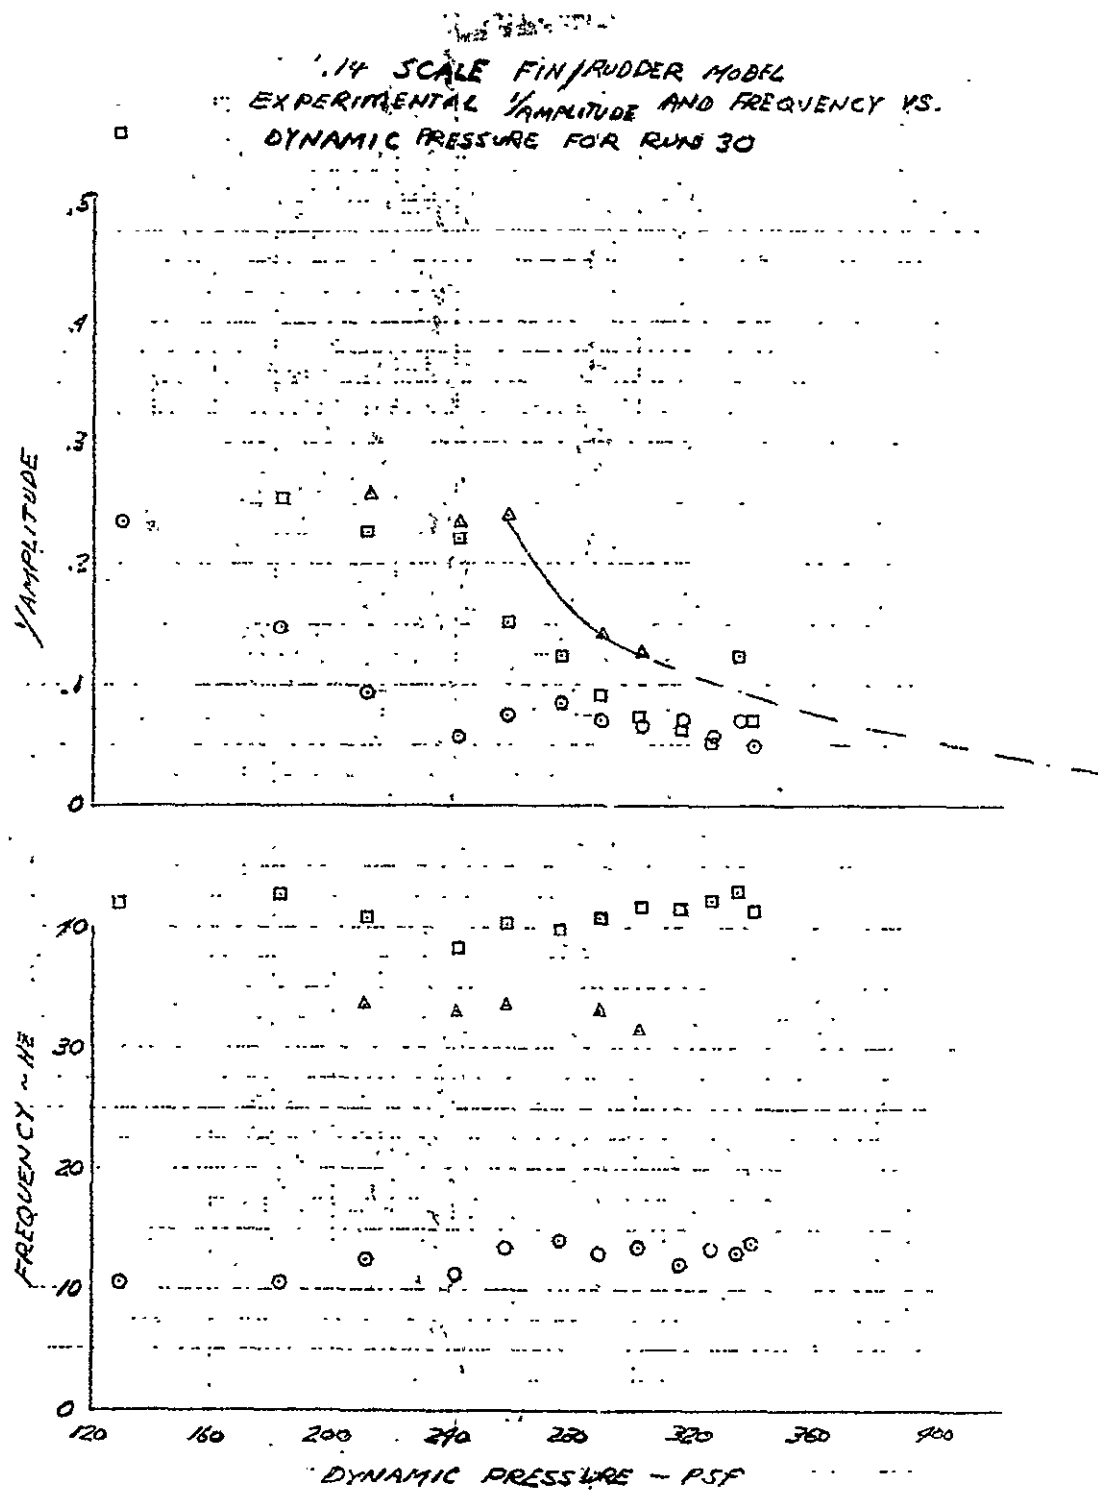 .14 SCALE FIN/RUDDER MODEL
EXPERIMENTAL 1/AMPLITUDE AND FREQUENCY VS.
DYNAMIC PRESSURE FOR RUN 30
.5
.4
.3
.2
.1
0
1/AMPLITUDE
40
30
20
10
0
FREQUENCY ~ HZ
120 160 200 240 280 320 360 400
DYNAMIC PRESSURE - PSF